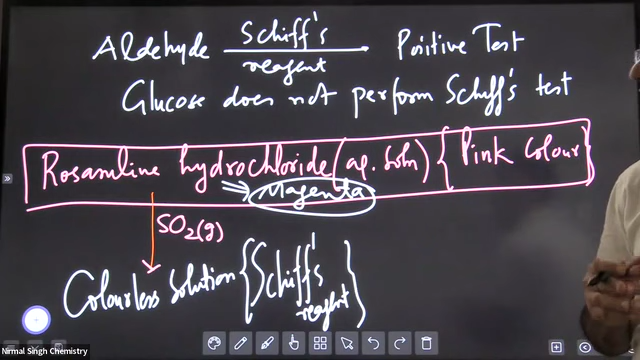 Aldehyde Schiff's reagent Positive Test
Glucose does not perform Schiff's test
Rosaniline hydrochloride (aq. soln) {Pink Colour}
⇒ Magenta
SO2(g)
Colourless Solution {Schiff's reagent}
Nirmal Singh Chemistry